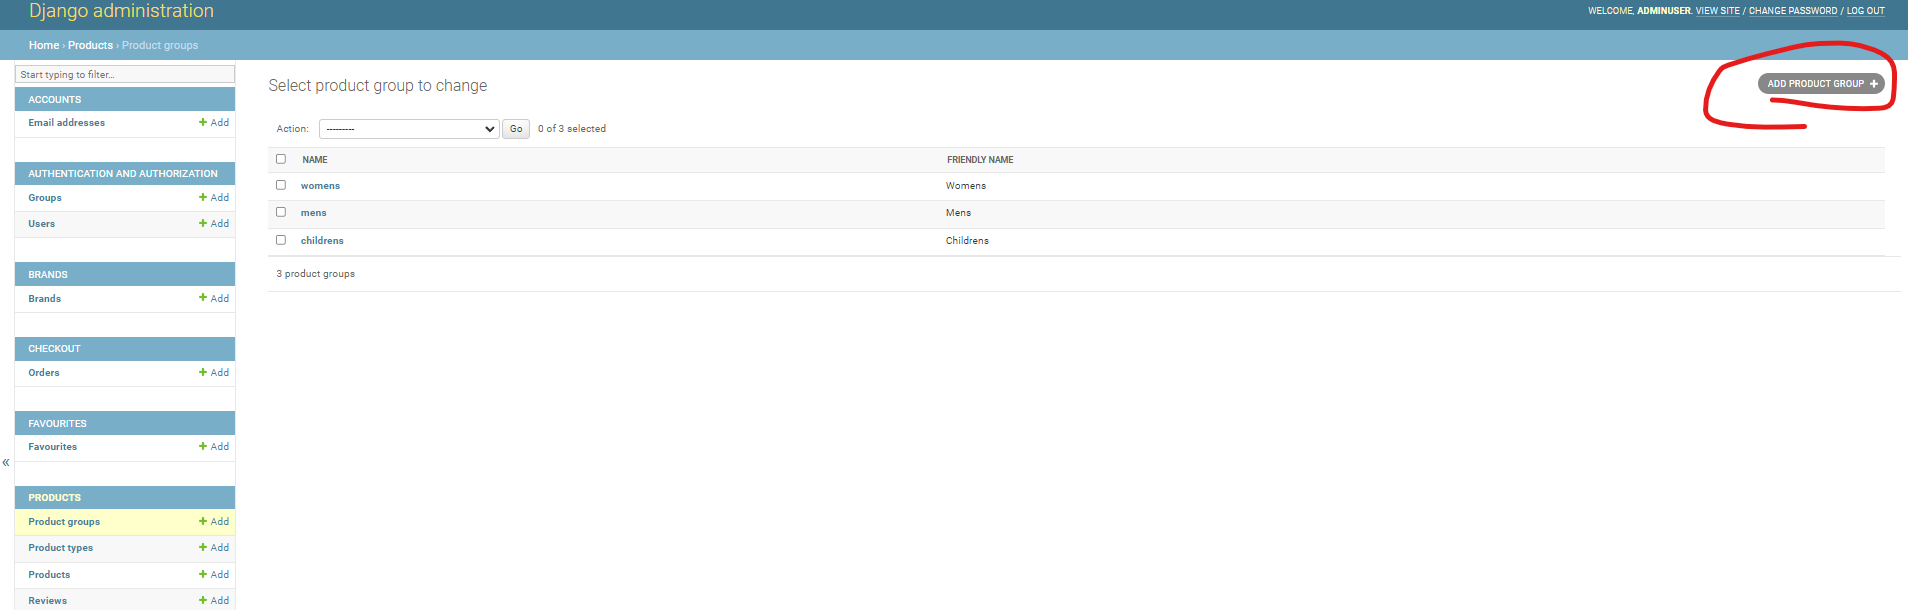 Django administration
WELCOME, ADMINUSER. VIEW SITE / CHANGE PASSWORD / LOG OUT
Home › Products › Product groups
Start typing to filter...
ACCOUNTS
Email addresses + Add
AUTHENTICATION AND AUTHORIZATION
Groups + Add
Users + Add
BRANDS
Brands + Add
CHECKOUT
Orders + Add
FAVOURITES
Favourites + Add
«
PRODUCTS
Product groups + Add
Product types + Add
Products + Add
Reviews + Add
Select product group to change
ADD PRODUCT GROUP +
Action: --------- Go 0 of 3 selected
NAME FRIENDLY NAME
womens Womens
mens Mens
childrens Childrens
3 product groups